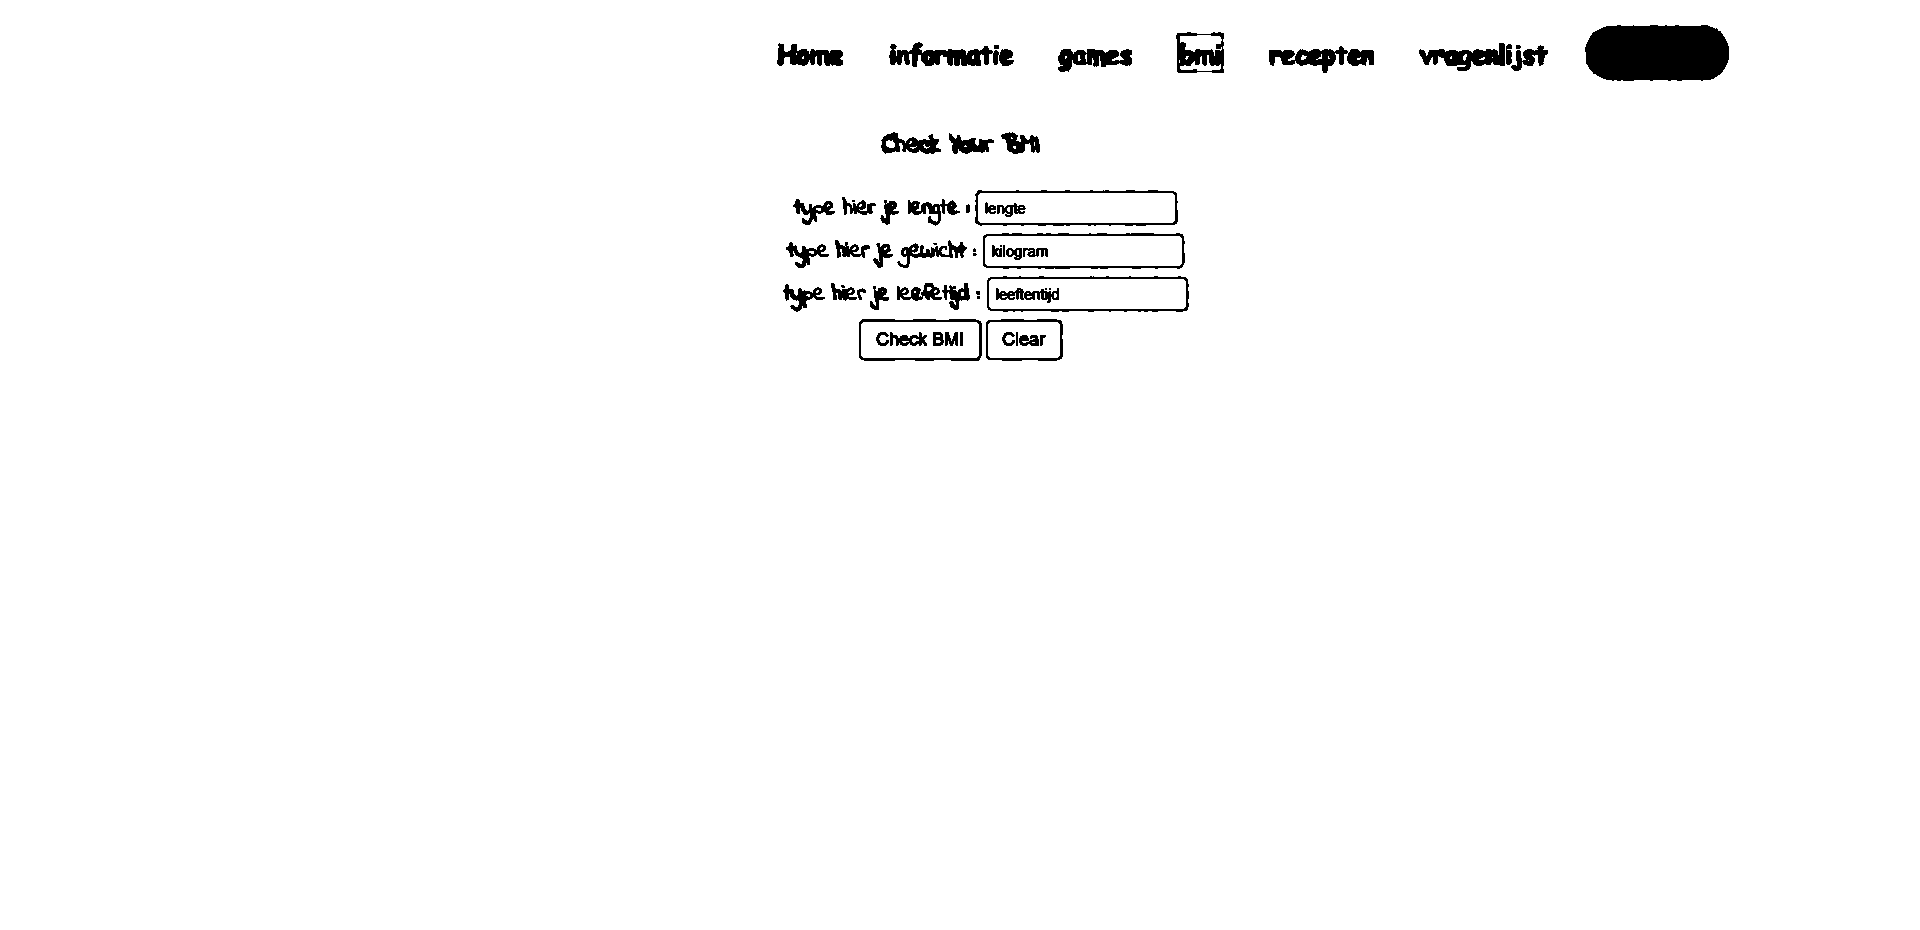 Home informatie games bmi recepten vragenlijst
Check Your BMI
type hier je lengte : lengte
type hier je gewicht : kilogram
type hier je leefetijd : leeftentijd
Check BMI Clear